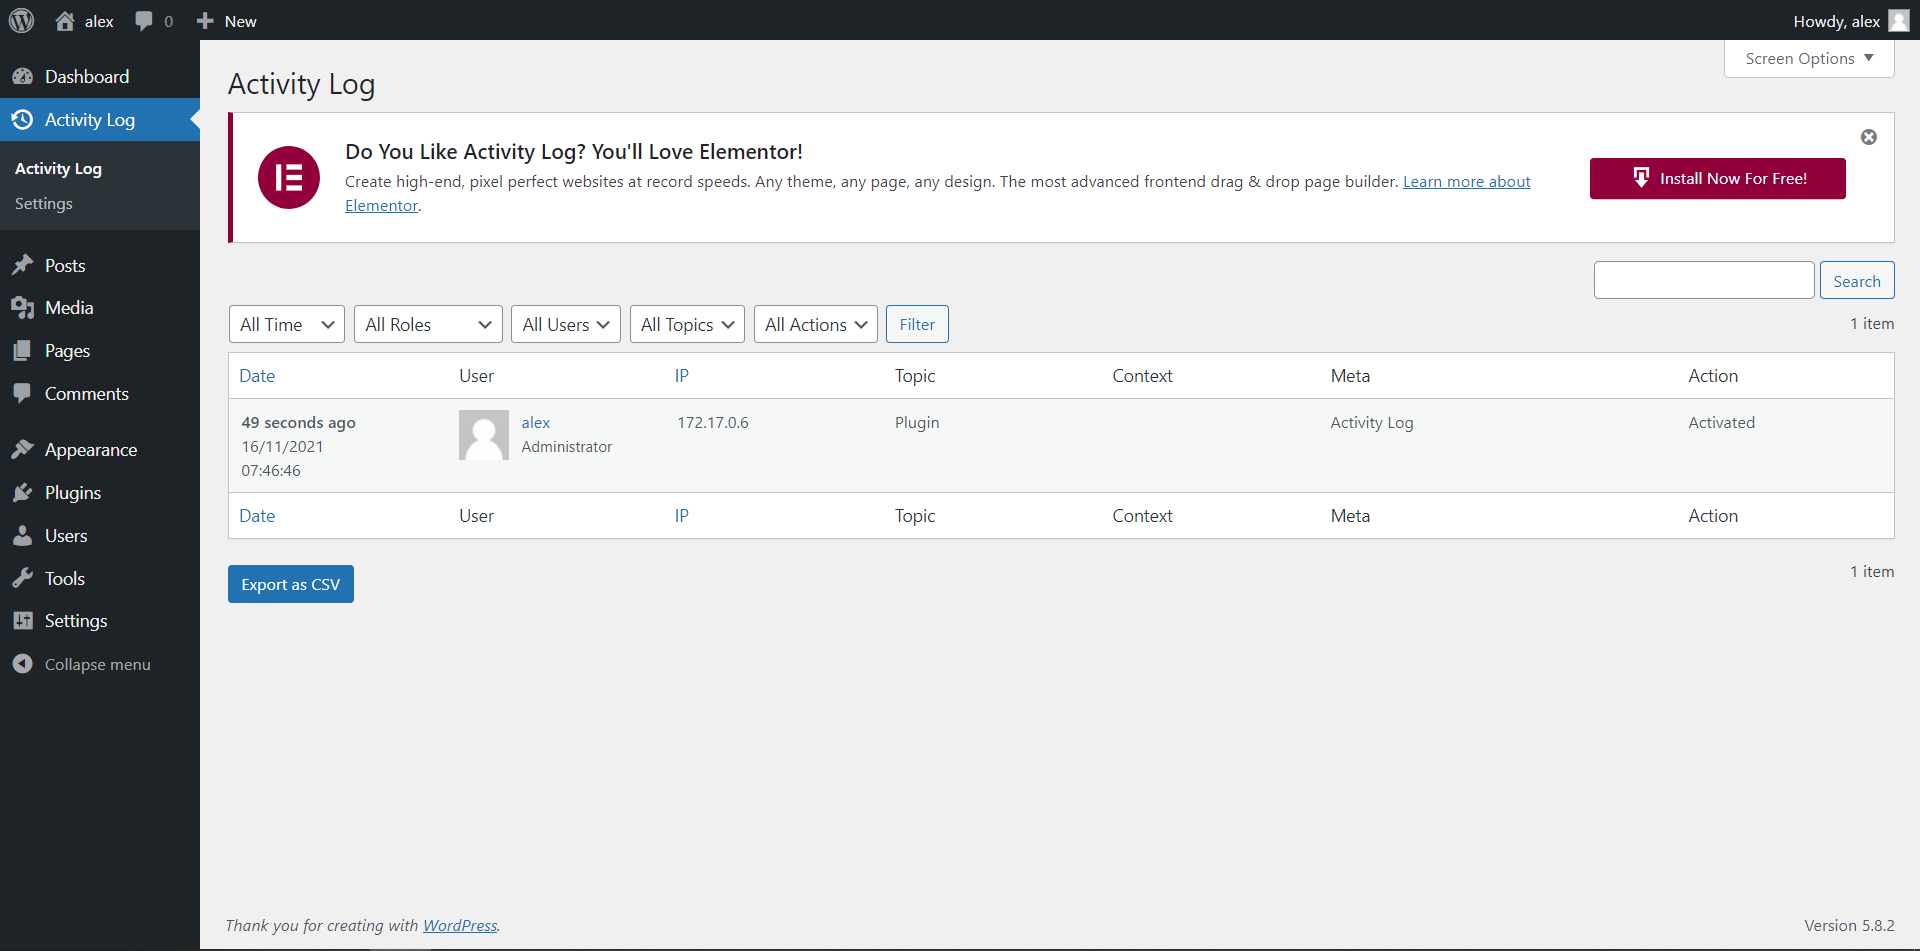 alex
0
New
Howdy, alex
Dashboard
Activity Log
Activity Log
Settings
Posts
Media
Pages
Comments
Appearance
Plugins
Users
Tools
Settings
Collapse menu
Screen Options
Activity Log
Do You Like Activity Log? You'll Love Elementor!
Create high-end, pixel perfect websites at record speeds. Any theme, any page, any design. The most advanced frontend drag & drop page builder. Learn more about
Elementor.
Install Now For Free!
Search
All Time
All Roles
All Users
All Topics
All Actions
Filter
1 item
Date User IP Topic Context Meta Action
49 seconds ago alex 172.17.0.6 Plugin Activity Log Activated
16/11/2021 Administrator
07:46:46
Date User IP Topic Context Meta Action
Export as CSV
1 item
Thank you for creating with WordPress.
Version 5.8.2